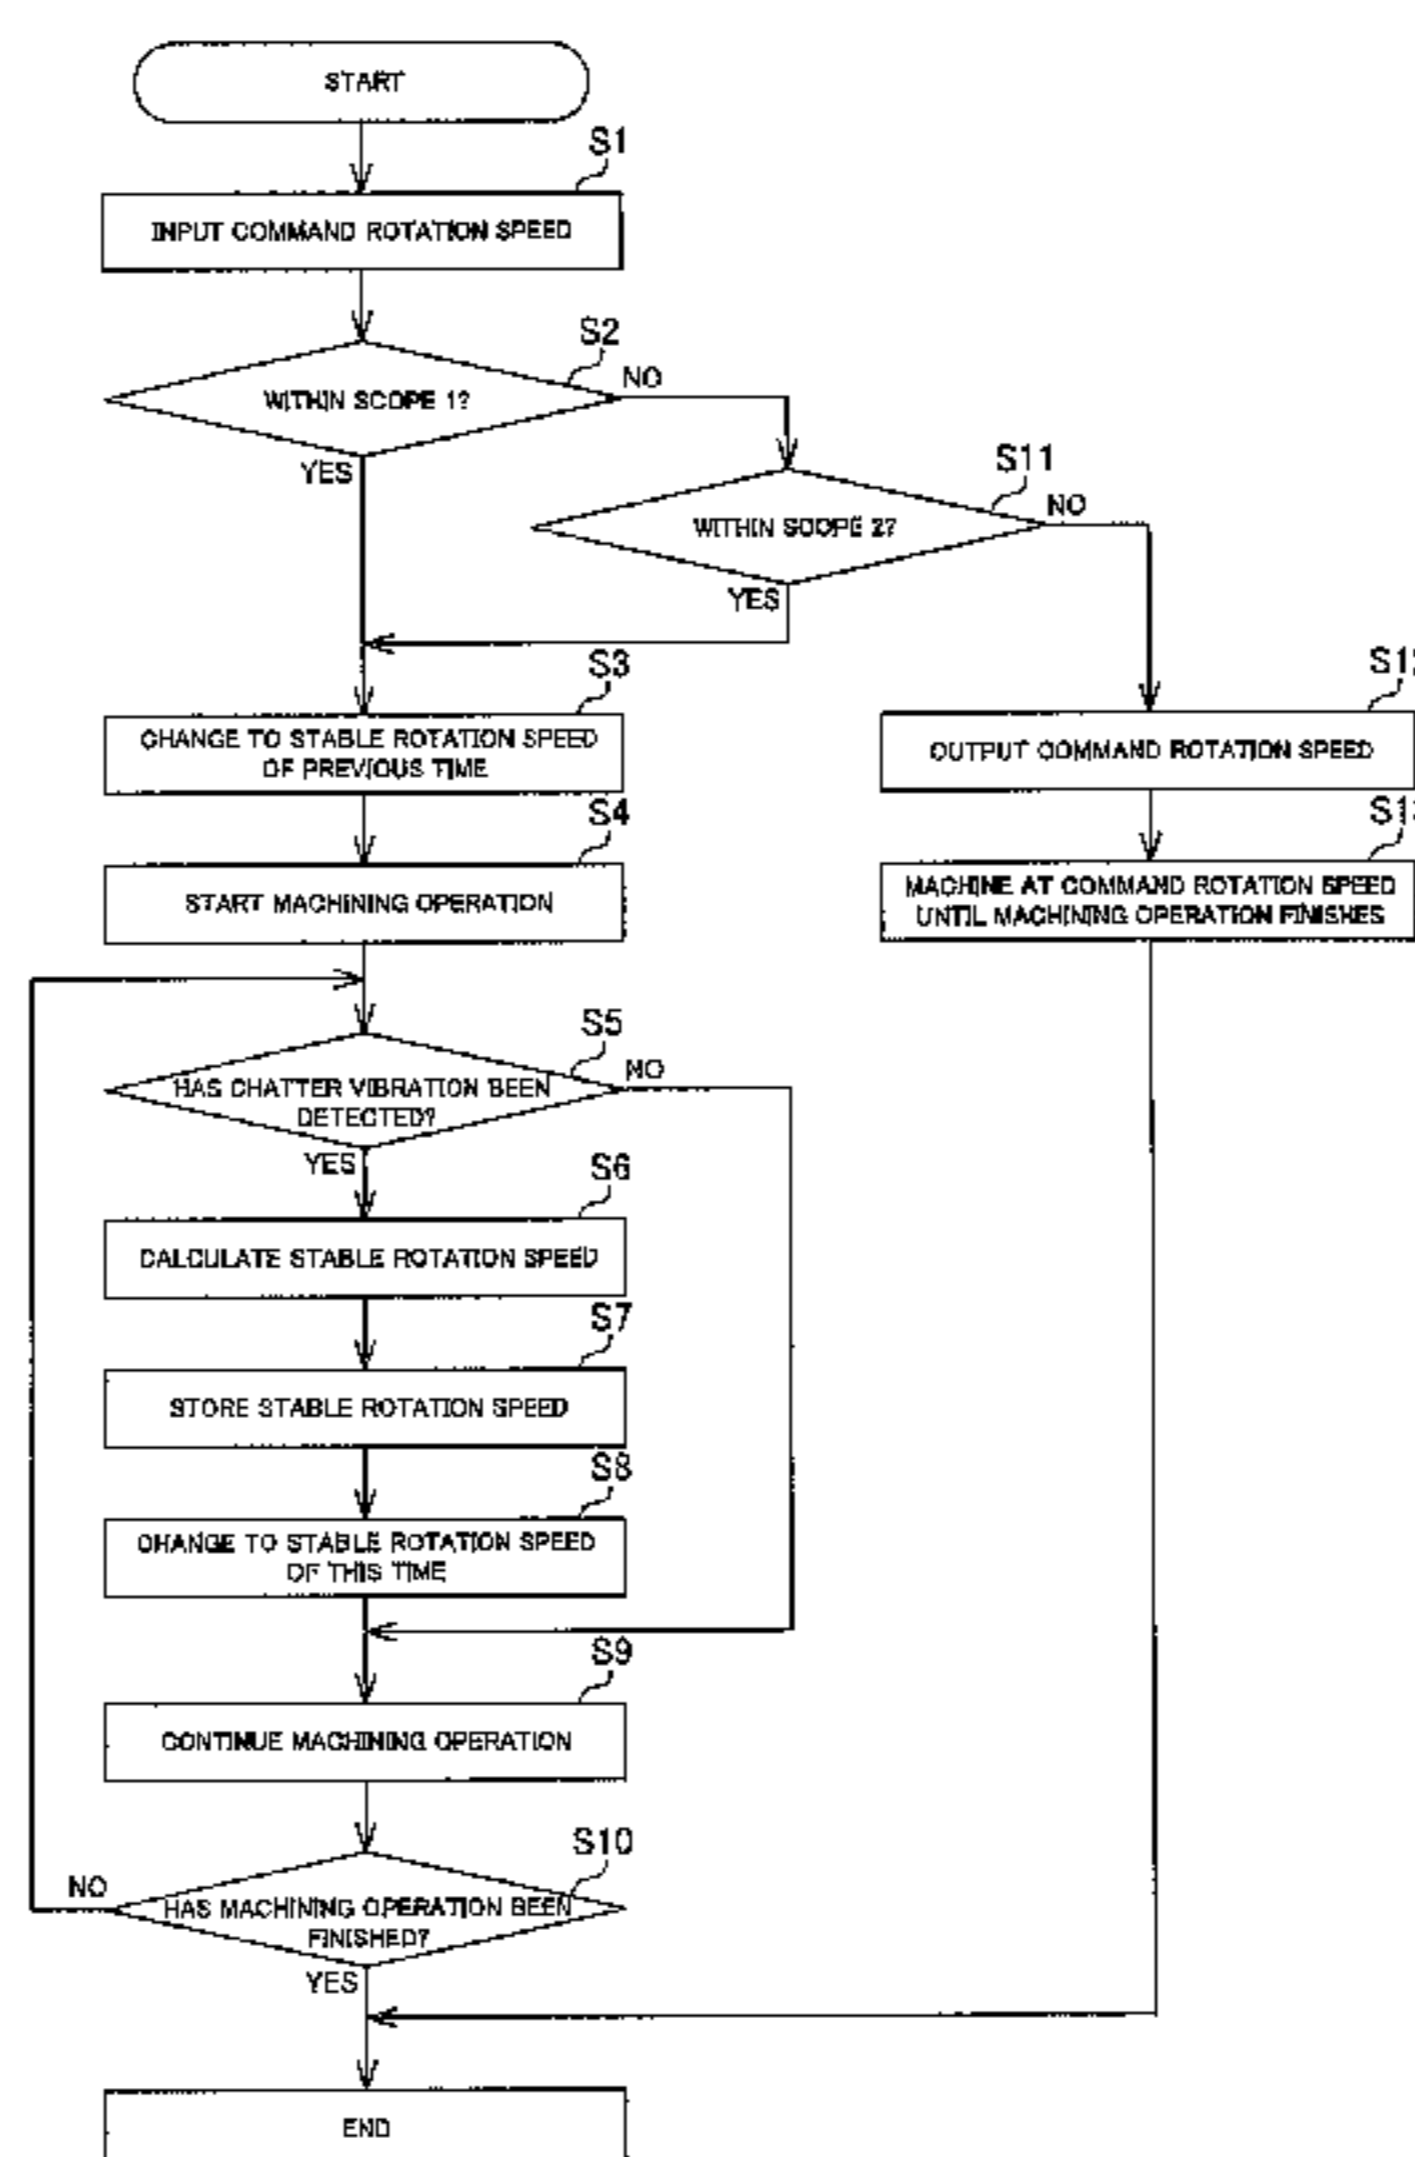 START
S1
INPUT COMMAND ROTATION SPEED
S2
WITHIN SCOPE 1?
NO
YES
S11
WITHIN SCOPE 2?
NO
YES
S3
CHANGE TO STABLE ROTATION SPEED
OF PREVIOUS TIME
OUTPUT COMMAND ROTATION SPEED
S4
START MACHINING OPERATION
MACHINE AT COMMAND ROTATION SPEED
UNTIL MACHINING OPERATION FINISHES
S5
HAS CHATTER VIBRATION BEEN
DETECTED?
NO
YES
S6
CALCULATE STABLE ROTATION SPEED
S7
STORE STABLE ROTATION SPEED
S8
CHANGE TO STABLE ROTATION SPEED
OF THIS TIME
S9
CONTINUE MACHINING OPERATION
S10
HAS MACHINING OPERATION BEEN
FINISHED?
NO
YES
END